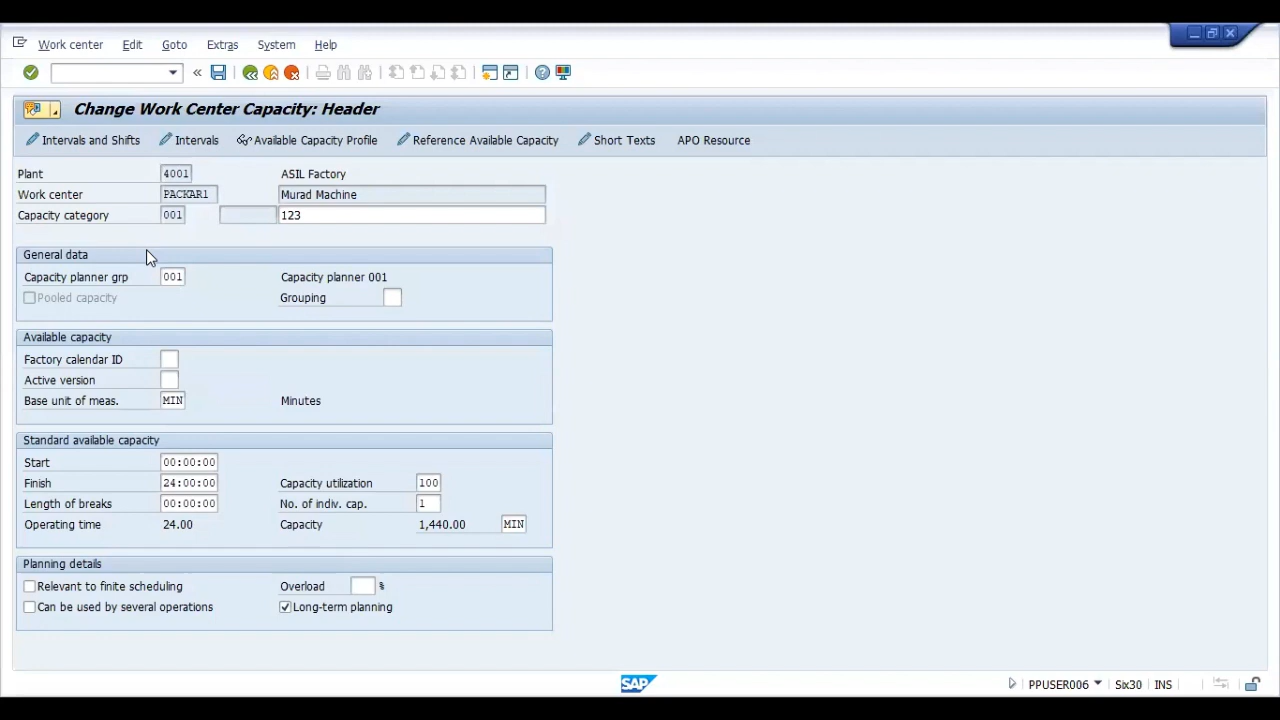 Work center Edit Goto Extras System Help
Change Work Center Capacity: Header
Intervals and Shifts Intervals Available Capacity Profile Reference Available Capacity Short Texts APO Resource
Plant 4001 ASIL Factory
Work center PACKAR1 Murad Machine
Capacity category 001 123
General data
Capacity planner grp 001 Capacity planner 001
Pooled capacity Grouping
Available capacity
Factory calendar ID
Active version
Base unit of meas. MIN Minutes
Standard available capacity
Start 00:00:00
Finish 24:00:00 Capacity utilization 100
Length of breaks 00:00:00 No. of indiv. cap. 1
Operating time 24.00 Capacity 1,440.00 MIN
Planning details
Relevant to finite scheduling Overload %
Can be used by several operations Long-term planning
SAP PPUSER006 Six30 INS